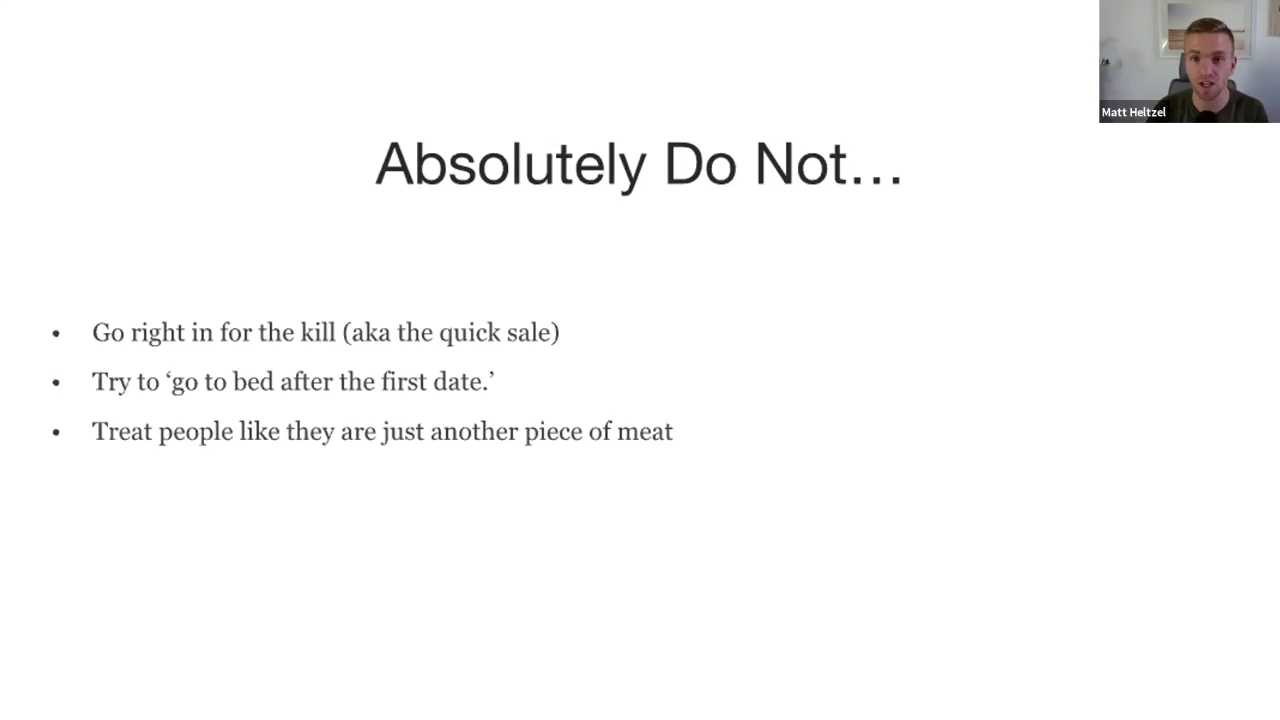 Matt Heltzel
Absolutely Do Not…
• Go right in for the kill (aka the quick sale)
• Try to ‘go to bed after the first date.’
• Treat people like they are just another piece of meat